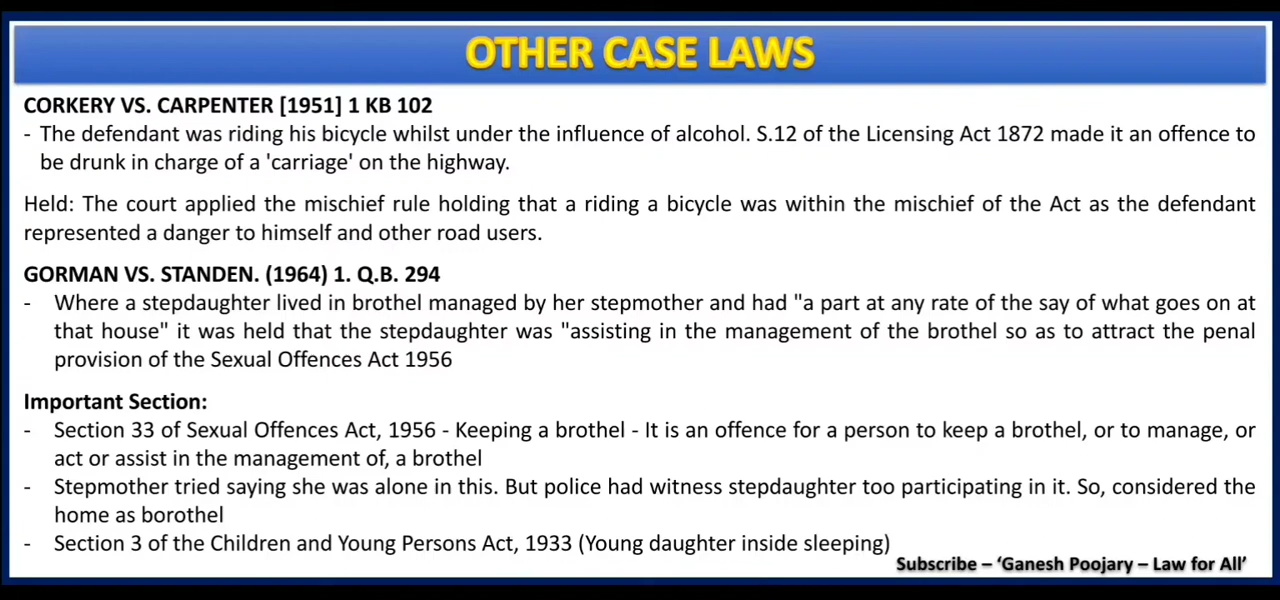 OTHER CASE LAWS
CORKERY VS. CARPENTER [1951] 1 KB 102
- The defendant was riding his bicycle whilst under the influence of alcohol. S.12 of the Licensing Act 1872 made it an offence to
be drunk in charge of a 'carriage' on the highway.
Held: The court applied the mischief rule holding that a riding a bicycle was within the mischief of the Act as the defendant
represented a danger to himself and other road users.
GORMAN VS. STANDEN. (1964) 1. Q.B. 294
- Where a stepdaughter lived in brothel managed by her stepmother and had "a part at any rate of the say of what goes on at
that house" it was held that the stepdaughter was "assisting in the management of the brothel so as to attract the penal
provision of the Sexual Offences Act 1956
Important Section:
- Section 33 of Sexual Offences Act, 1956 - Keeping a brothel - It is an offence for a person to keep a brothel, or to manage, or
act or assist in the management of, a brothel
- Stepmother tried saying she was alone in this. But police had witness stepdaughter too participating in it. So, considered the
home as borothel
- Section 3 of the Children and Young Persons Act, 1933 (Young daughter inside sleeping)
Subscribe – ‘Ganesh Poojary – Law for All’